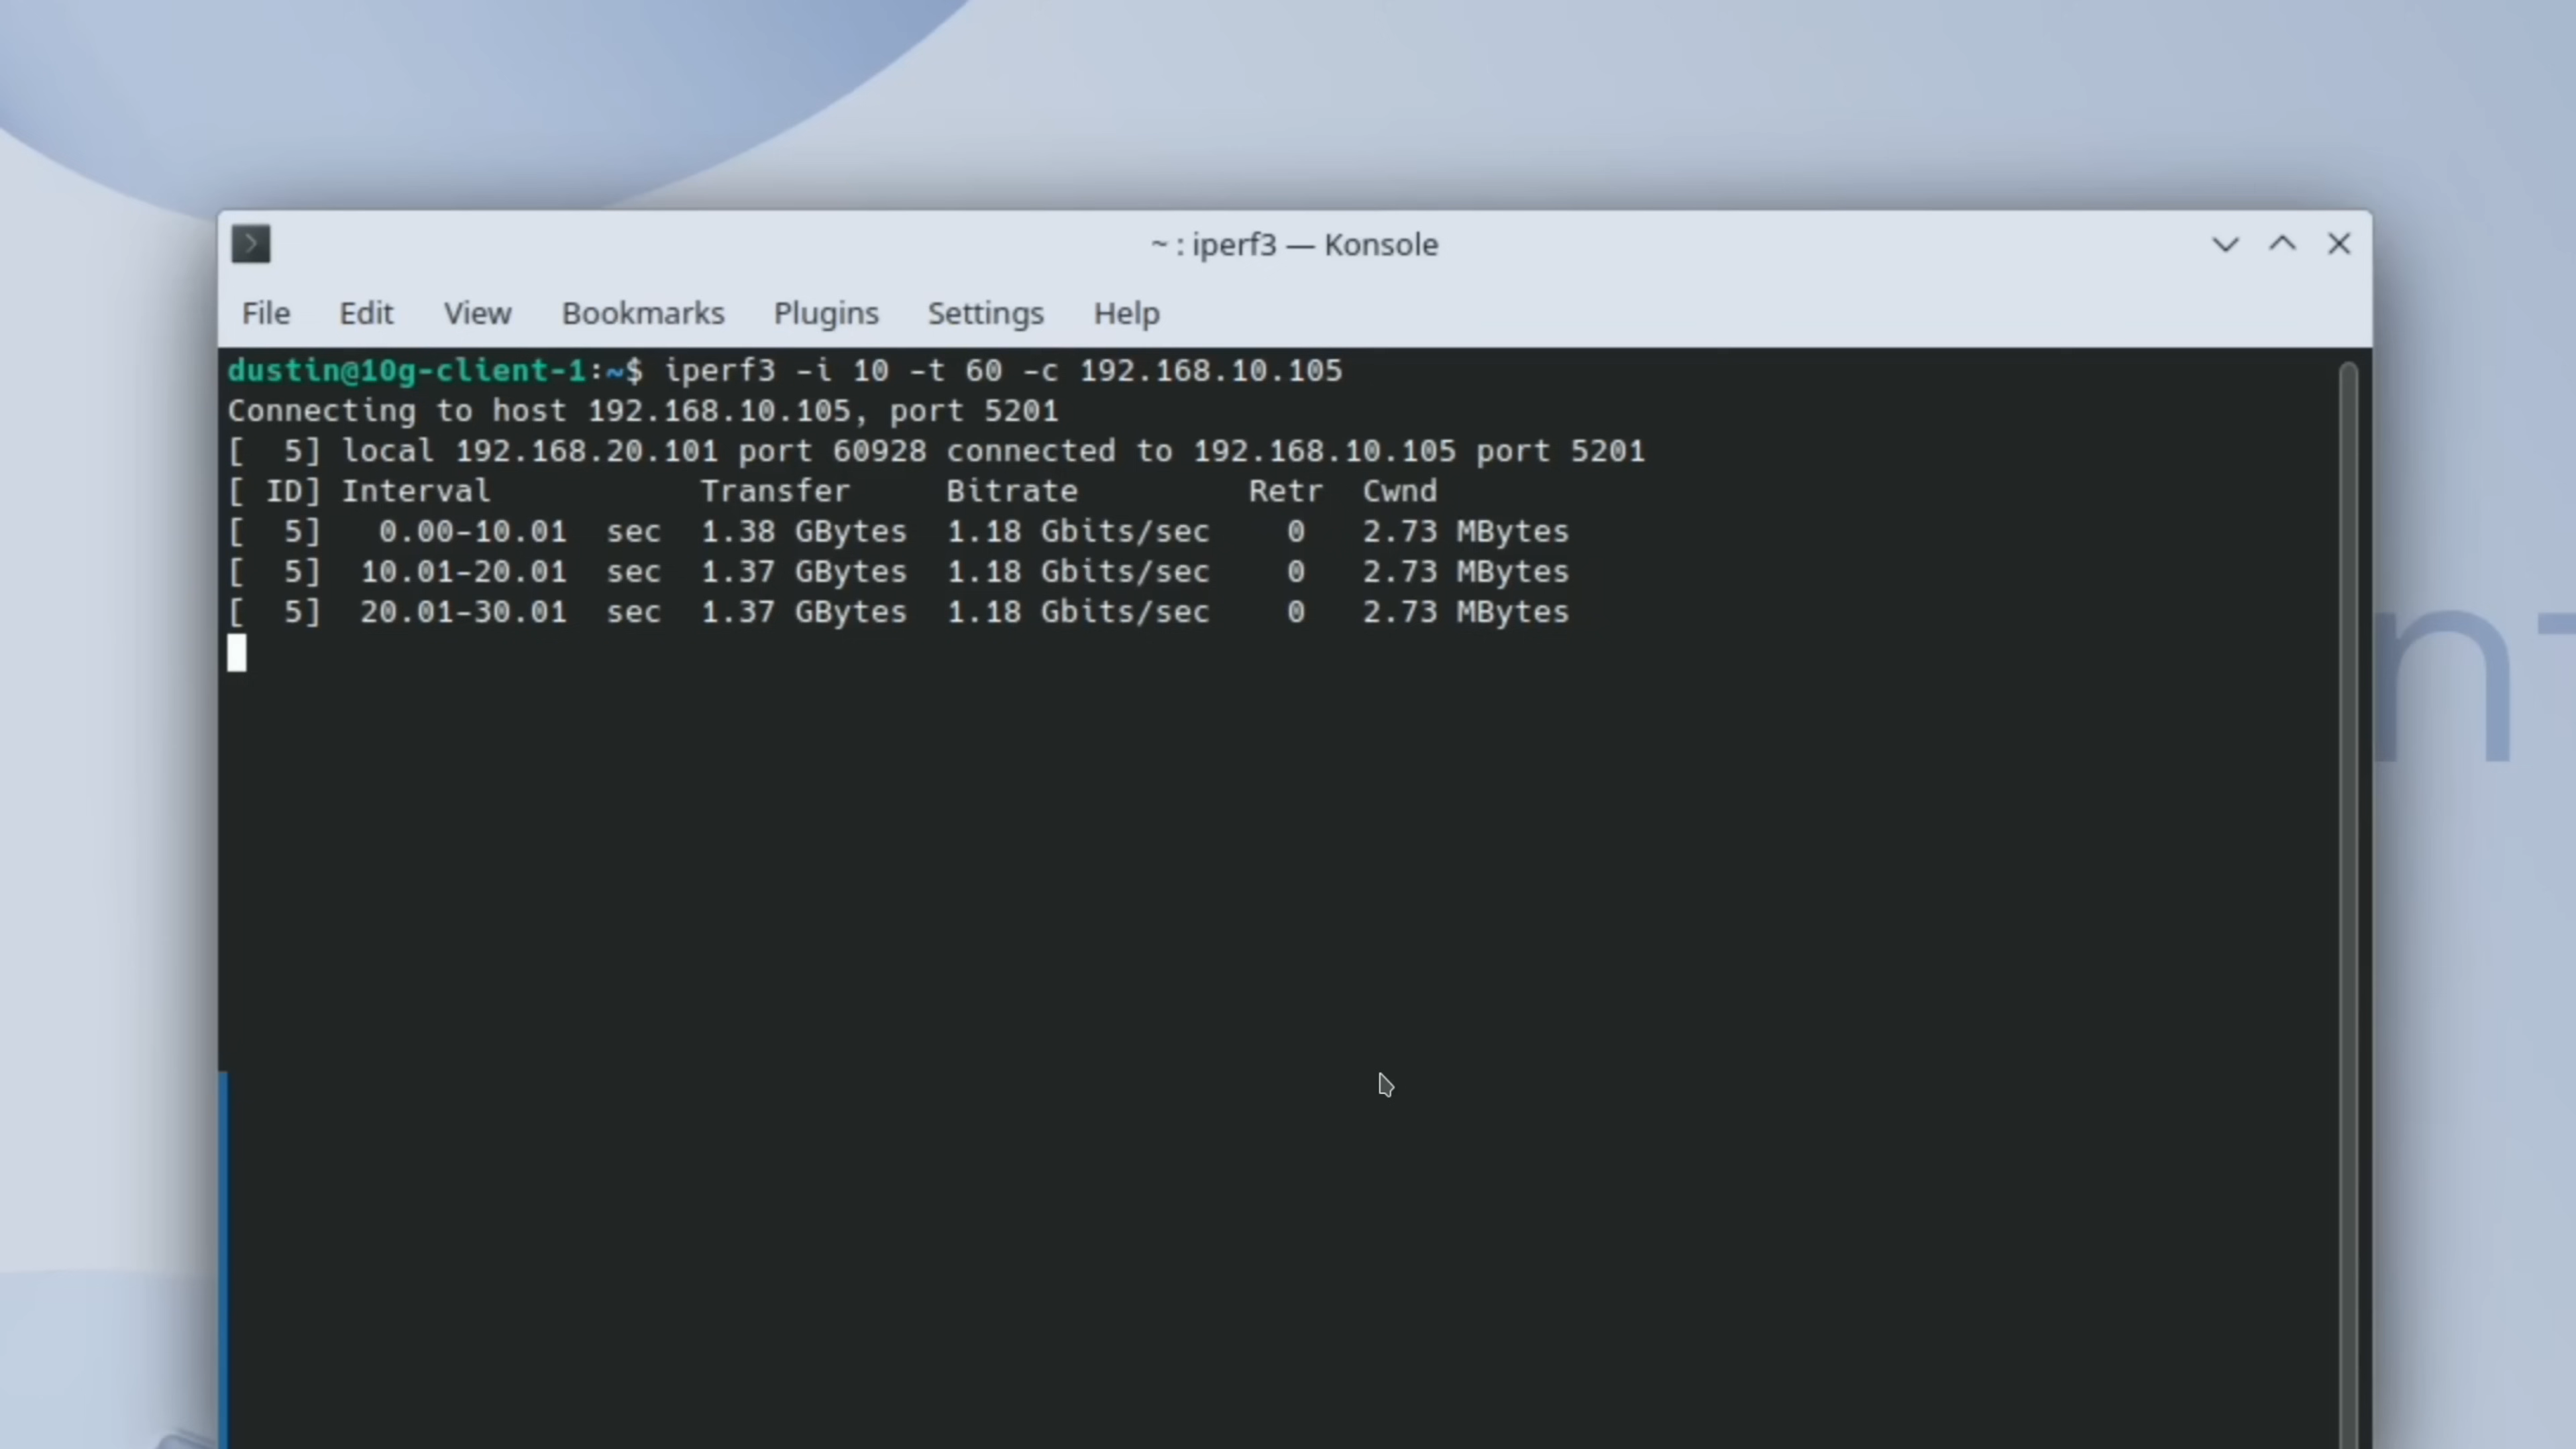 ~ : iperf3 — Konsole
File Edit View Bookmarks Plugins Settings Help
dustin@10g-client-1:~$ iperf3 -i 10 -t 60 -c 192.168.10.105
Connecting to host 192.168.10.105, port 5201
[  5] local 192.168.20.101 port 60928 connected to 192.168.10.105 port 5201
[ ID] Interval           Transfer     Bitrate         Retr  Cwnd
[  5]   0.00-10.01  sec  1.38 GBytes  1.18 Gbits/sec    0   2.73 MBytes
[  5]  10.01-20.01  sec  1.37 GBytes  1.18 Gbits/sec    0   2.73 MBytes
[  5]  20.01-30.01  sec  1.37 GBytes  1.18 Gbits/sec    0   2.73 MBytes